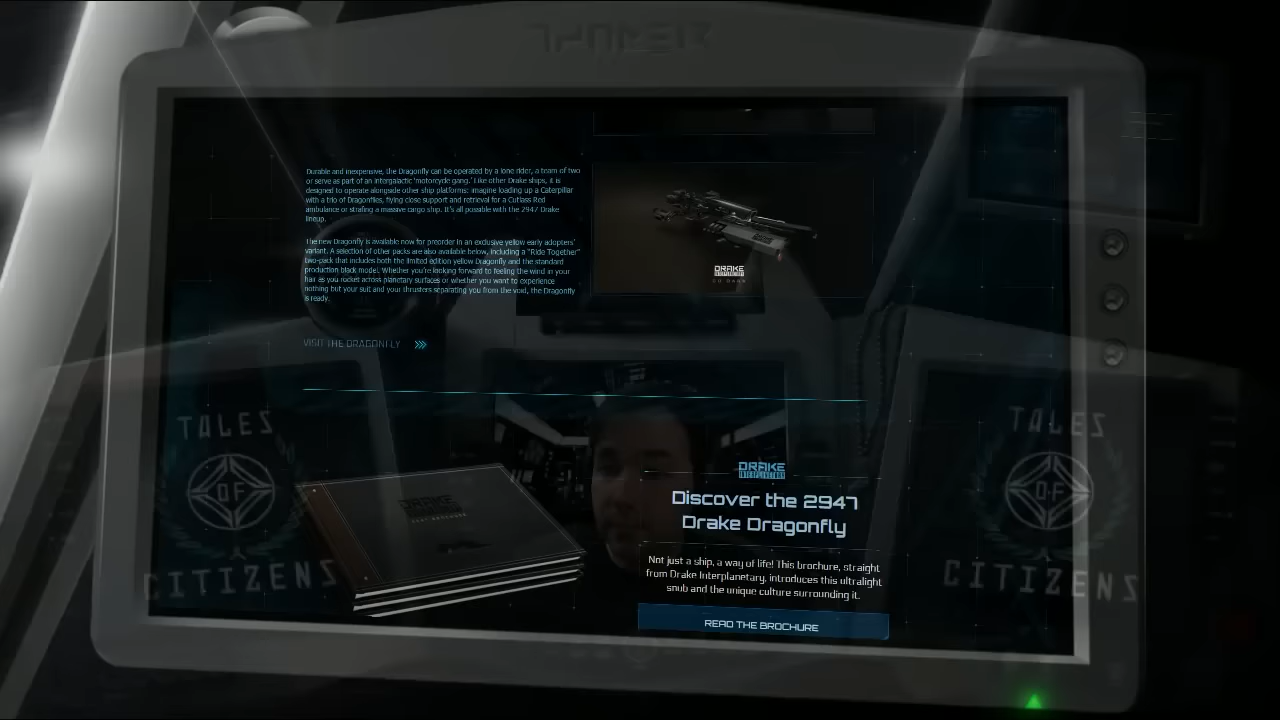 Durable and inexpensive, the Dragonfly can be operated by a lone rider, a team of two
or serve as part of an intergalactic 'motorcycle gang.' Like other Drake ships, it is
designed to operate alongside other ship platforms: imagine loading up a Caterpillar
with a trio of Dragonflies, flying close support and retrieval for a Cutlass Red
ambulance or strafing a massive cargo ship. It's all possible with the 2947 Drake
lineup.
The new Dragonfly is available now for preorder in an exclusive yellow early adopters'
variant. A selection of other packs are also available below, including a "Ride Together"
two-pack that includes both the limited edition yellow Dragonfly and the standard
production black model. Whether you're looking forward to feeling the wind in your
hair as you rocket across planetary surfaces or whether you want to experience
nothing but your suit and your thrusters separating you from the void, the Dragonfly
is ready.
VISIT THE DRAGONFLY
DRAKE
TALES
OF
CITIZENS
DRAKE
DRAKE
INTERPLANETARY
Discover the 2947
Drake Dragonfly
Not just a ship, a way of life! This brochure, straight
from Drake Interplanetary, introduces this ultralight
snub and the unique culture surrounding it.
READ THE BROCHURE
TALES
OF
CITIZENS